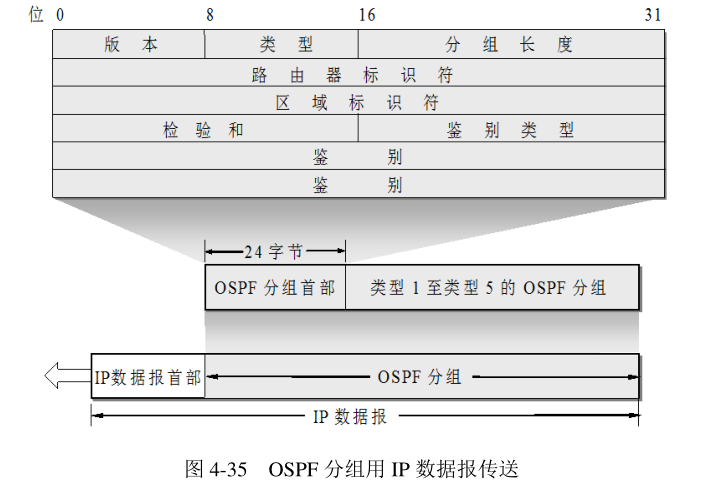 位 0 8 16 31
版 本 类 型 分 组 长 度
路 由 器 标 识 符
区 域 标 识 符
检 验 和 鉴 别 类 型
鉴 别
鉴 别
24 字节
OSPF 分组首部 类型 1 至类型 5 的 OSPF 分组
IP数据报首部 OSPF 分组
IP 数据报
图 4-35 OSPF 分组用 IP 数据报传送